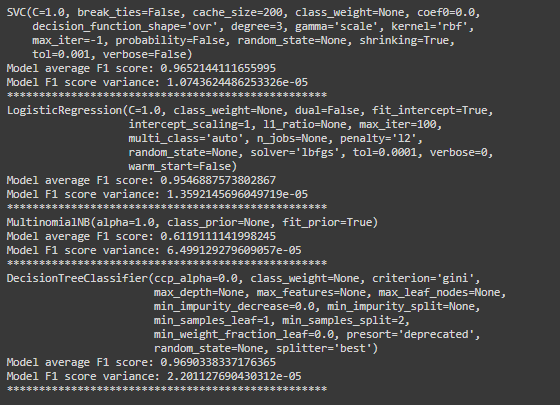 SVC(C=1.0, break_ties=False, cache_size=200, class_weight=None, coef0=0.0,
decision_function_shape='ovr', degree=3, gamma='scale', kernel='rbf',
max_iter=-1, probability=False, random_state=None, shrinking=True,
tol=0.001, verbose=False)
Model average F1 score: 0.9652144111655995
Model F1 score variance: 1.0743624486253326e-05
************************************************
LogisticRegression(C=1.0, class_weight=None, dual=False, fit_intercept=True,
intercept_scaling=1, l1_ratio=None, max_iter=100,
multi_class='auto', n_jobs=None, penalty='l2',
random_state=None, solver='lbfgs', tol=0.0001, verbose=0,
warm_start=False)
Model average F1 score: 0.9546887573802867
Model F1 score variance: 1.3592145696049719e-05
************************************************
MultinomialNB(alpha=1.0, class_prior=None, fit_prior=True)
Model average F1 score: 0.6119111141998245
Model F1 score variance: 6.499129279609057e-05
************************************************
DecisionTreeClassifier(ccp_alpha=0.0, class_weight=None, criterion='gini',
max_depth=None, max_features=None, max_leaf_nodes=None,
min_impurity_decrease=0.0, min_impurity_split=None,
min_samples_leaf=1, min_samples_split=2,
min_weight_fraction_leaf=0.0, presort='deprecated',
random_state=None, splitter='best')
Model average F1 score: 0.9690338337176365
Model F1 score variance: 2.201127690430312e-05
************************************************